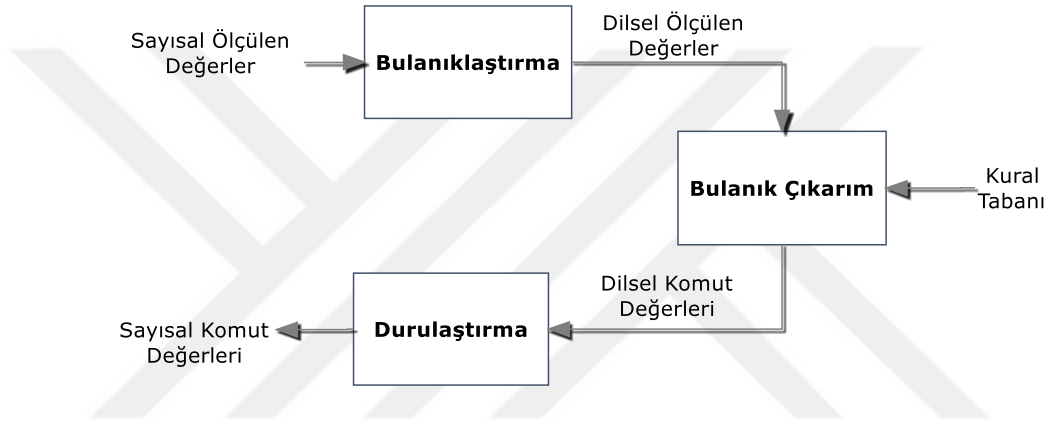 Sayısal Ölçülen
Değerler
Bulanıklaştırma
Dilsel Ölçülen
Değerler
Bulanık Çıkarım
Kural
Tabanı
Dilsel Komut
Değerleri
Durulaştırma
Sayısal Komut
Değerleri